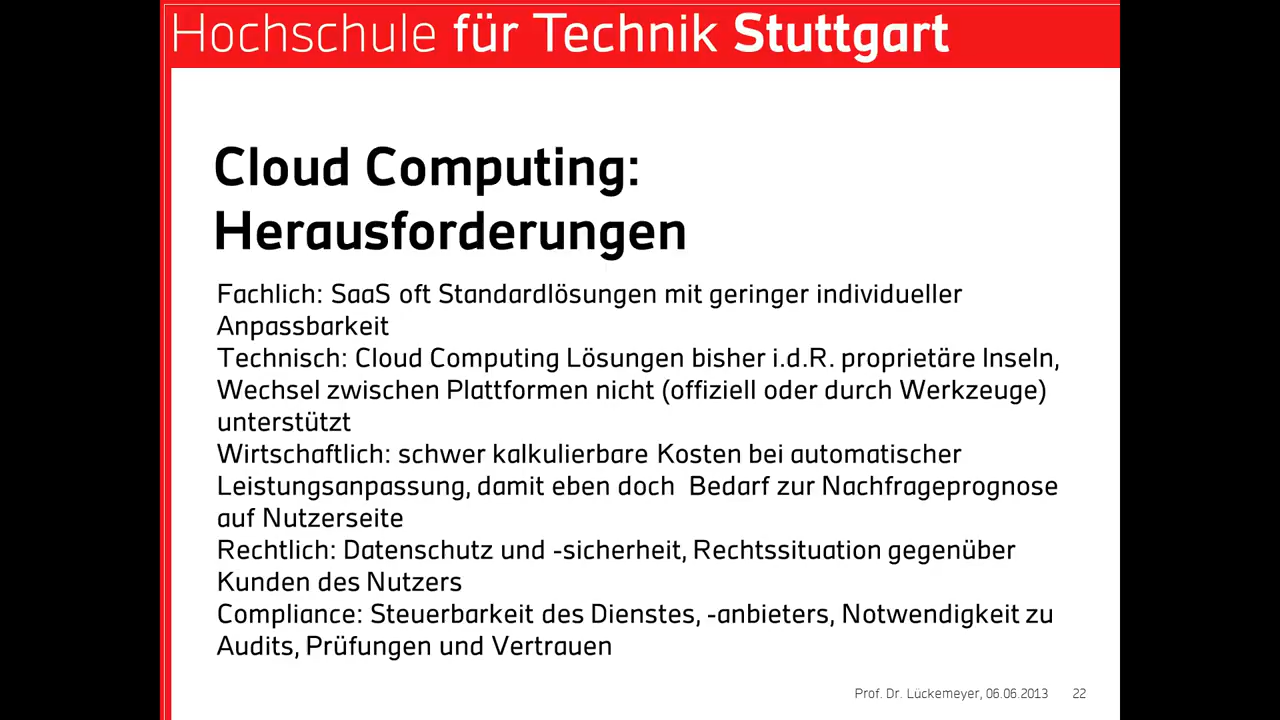 Hochschule für Technik Stuttgart
Cloud Computing:
Herausforderungen
Fachlich: SaaS oft Standardlösungen mit geringer individueller
Anpassbarkeit
Technisch: Cloud Computing Lösungen bisher i.d.R. proprietäre Inseln,
Wechsel zwischen Plattformen nicht (offiziell oder durch Werkzeuge)
unterstützt
Wirtschaftlich: schwer kalkulierbare Kosten bei automatischer
Leistungsanpassung, damit eben doch  Bedarf zur Nachfrageprognose
auf Nutzerseite
Rechtlich: Datenschutz und -sicherheit, Rechtssituation gegenüber
Kunden des Nutzers
Compliance: Steuerbarkeit des Dienstes, -anbieters, Notwendigkeit zu
Audits, Prüfungen und Vertrauen
Prof. Dr. Lückemeyer, 06.06.2013 22